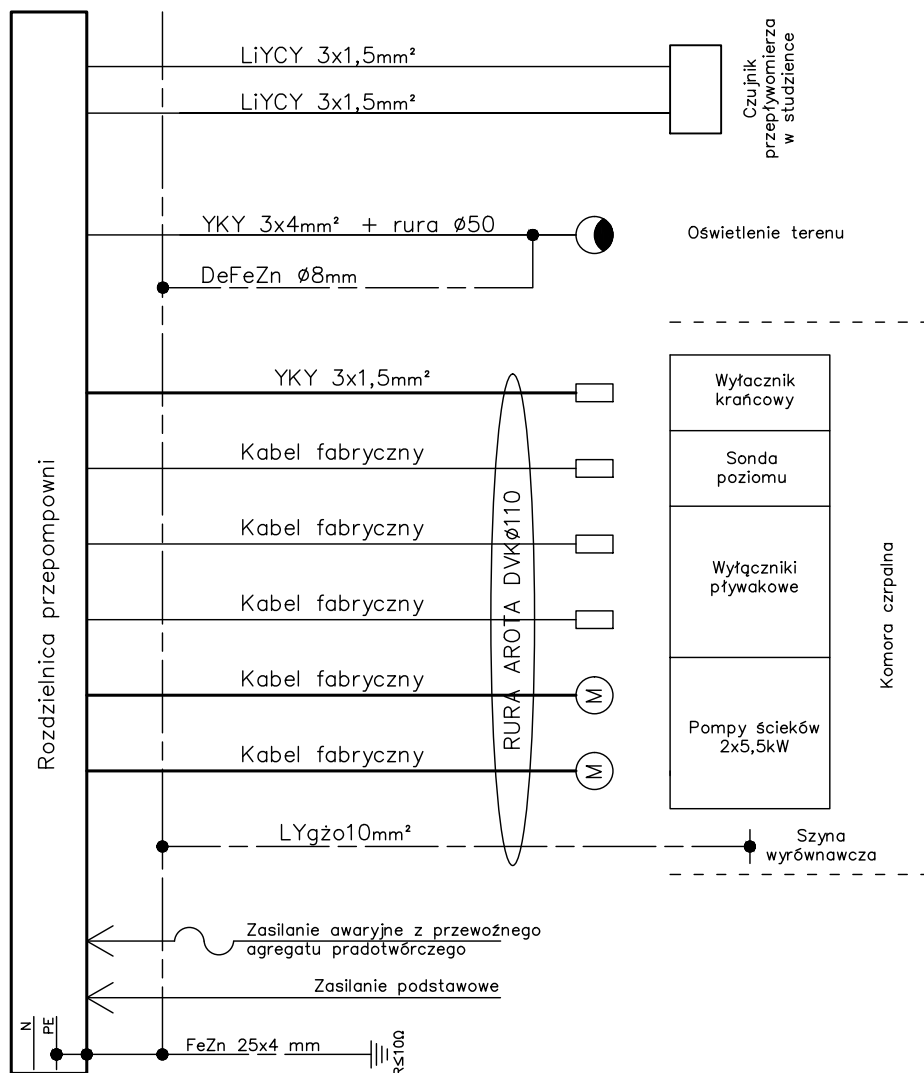 LiYCY 3x1,5mm²
LiYCY 3x1,5mm²
Czujnik
przepływomierza
w studzience
YKY 3x4mm² + rura ø50
Oświetlenie terenu
DeFeZn ø8mm
YKY 3x1,5mm²
Wyłacznik
krańcowy
Kabel fabryczny
Sonda
poziomu
Kabel fabryczny
Wyłączniki
pływakowe
Kabel fabryczny
Kabel fabryczny
M
Pompy ścieków
2x5,5kW
Kabel fabryczny
M
RURA AROTA DVKø110
Komora czrpalna
Rozdzielnica przepompowni
LYgżo10mm²
Szyna
wyrównawcza
Zasilanie awaryjne z przewoźnego
agregatu pradotwórczego
Zasilanie podstawowe
N
PE
FeZn 25x4 mm
R≤10Ω